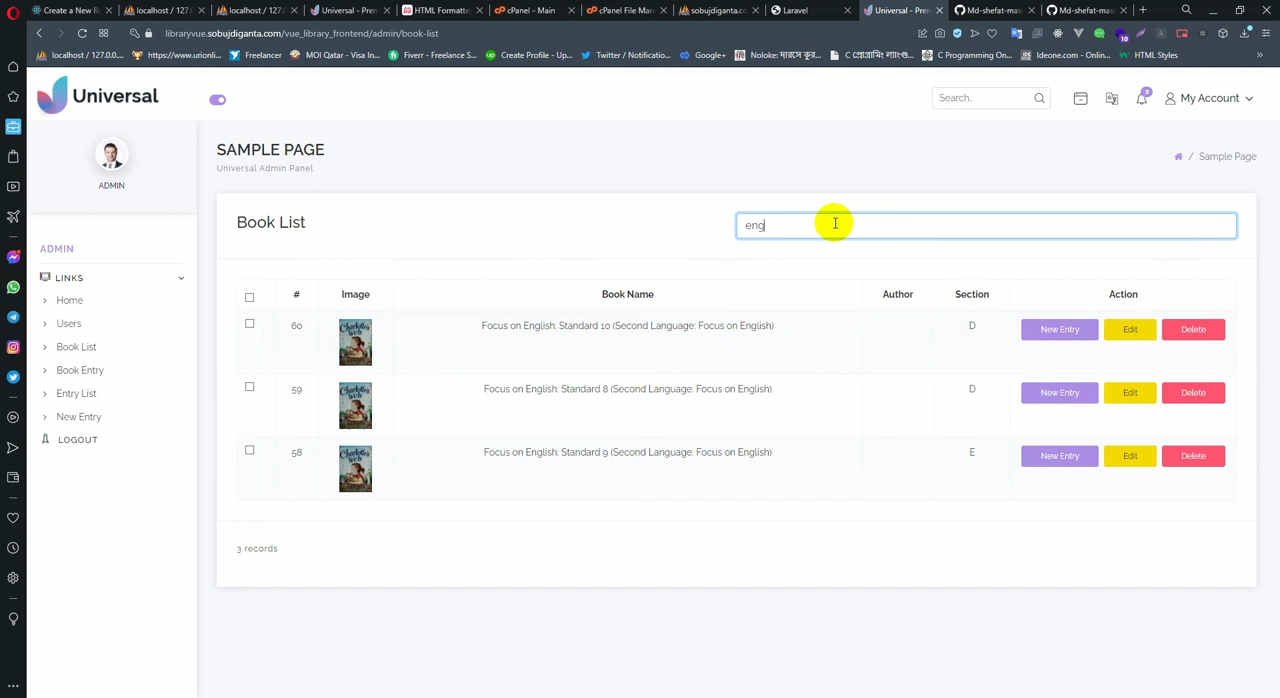 Create a New Re
localhost / 127.0
localhost / 127.
Universal - Pren
HTML Formatte
cPanel - Main
cPanel File Man
sobujdiganta.co
Laravel
Universal - Pren
Md-shefat-mas
Md-shefat-mas
libraryvue.sobujdiganta.com/vue_library_frontend/admin/book-list
10
localhost / 127.0.0....
https://www.urionli...
Freelancer
MOI Qatar - Visa In...
Fiverr - Freelance S...
Create Profile - Up...
Twitter / Notificatio...
Google+
Noloke: দারসে কুর...
C প্রোগ্রামিং ল্যাংগু...
C Programming On...
Ideone.com - Onlin...
HTML Styles
Universal
Search..
3
My Account
ADMIN
SAMPLE PAGE
Universal Admin Panel
/ Sample Page
ADMIN
LINKS
Home
Users
Book List
Book Entry
Entry List
New Entry
LOGOUT
Book List
eng
# Image Book Name Author Section Action
60 Focus on English: Standard 10 (Second Language: Focus on English) D New Entry Edit Delete
59 Focus on English: Standard 8 (Second Language: Focus on English) D New Entry Edit Delete
58 Focus on English: Standard 9 (Second Language: Focus on English) E New Entry Edit Delete
3 records